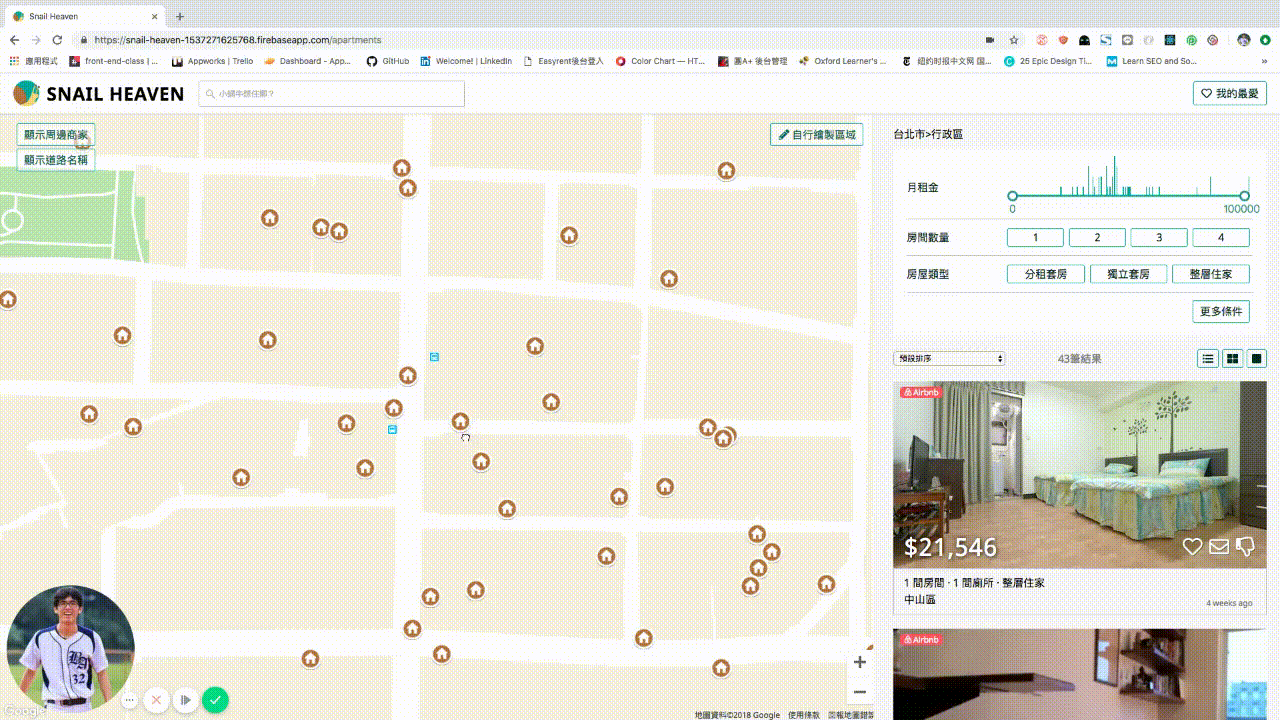 Snail Heaven
https://snail-heaven-1537271625768.firebaseapp.com/apartments
應用程式
front-end-class | ...
Appworks | Trello
Dashboard - App...
GitHub
Welcome! | LinkedIn
Easyrent後台登入
Color Chart — HT...
叢A+ 後台管理
Oxford Learner's ...
纽约时报中文网 国...
25 Epic Design Ti...
Learn SEO and So...
SNAIL HEAVEN
小蝸牛想住哪？
我的最愛
顯示周邊商家
顯示道路名稱
自行繪製區域
台北市>行政區
月租金
0
100000
房間數量
1
2
3
4
房屋類型
分租套房
獨立套房
整層住家
更多條件
預設排序
43筆結果
Airbnb
$21,546
1 間房間 · 1 間廁所 · 整層住家
中山區
4 weeks ago
Airbnb
32
Google
地圖資料©2018 Google
使用條款
回報地圖錯誤